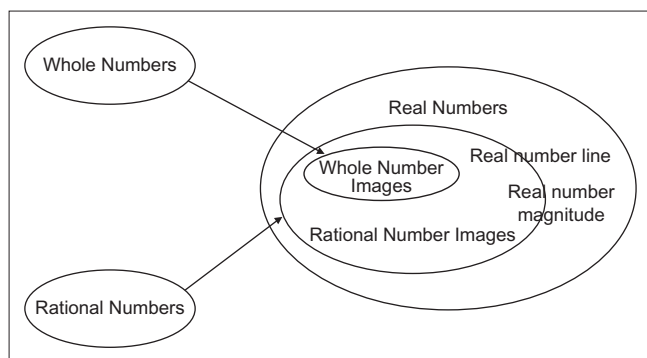 Whole Numbers
Real Numbers
Real number line
Whole Number
Images
Real number
magnitude
Rational Number Images
Rational Numbers